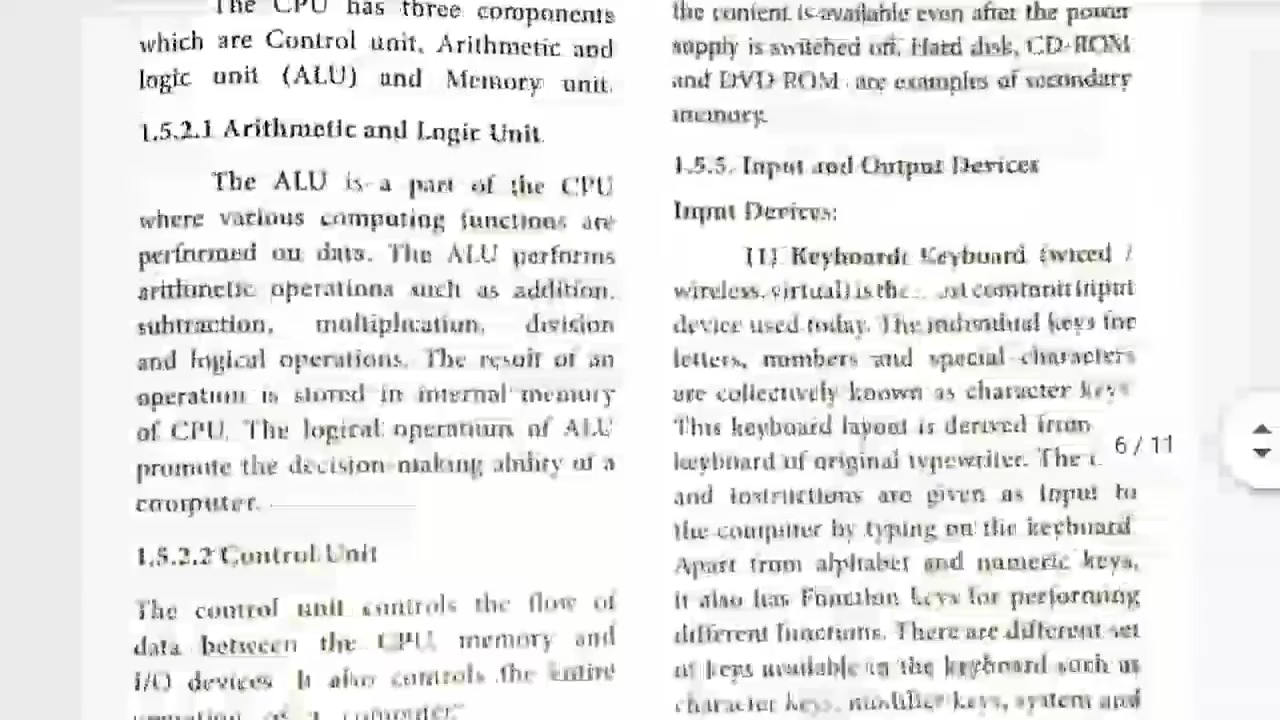 The CPU has three components
which are Control unit, Arithmetic and
logic unit (ALU) and Memory unit.
1.5.2.1 Arithmetic and Logic Unit
The ALU is a part of the CPU
where various computing functions are
performed on data. The ALU performs
arithmetic operations such as addition,
subtraction, multiplication, division
and logical operations. The result of an
operation is stored in internal memory
of CPU. The logical operations of ALU
promote the decision-making ability of a
computer.
1.5.2.2 Control Unit
The control unit controls the flow of
data between the CPU, memory and
I/O devices. It also controls the entire
operation of a computer.
the content is available even after the power
supply is switched off. Hard disk, CD-ROM
and DVD ROM are examples of secondary
memory.
1.5.5. Input and Output Devices
Input Devices:
(1) Keyboard: Keyboard (wired /
wireless, virtual) is the common input
device used today. The individual keys for
letters, numbers and special characters
are collectively known as character keys
This keyboard layout is derived from
keyboard of original typewriter. The
and instructions are given as input to
the computer by typing on the keyboard.
Apart from alphabet and numeric keys,
it also has Function keys for performing
different functions. There are different set
of keys available in the keyboard such as
character keys, modifier keys, system and
6 / 11